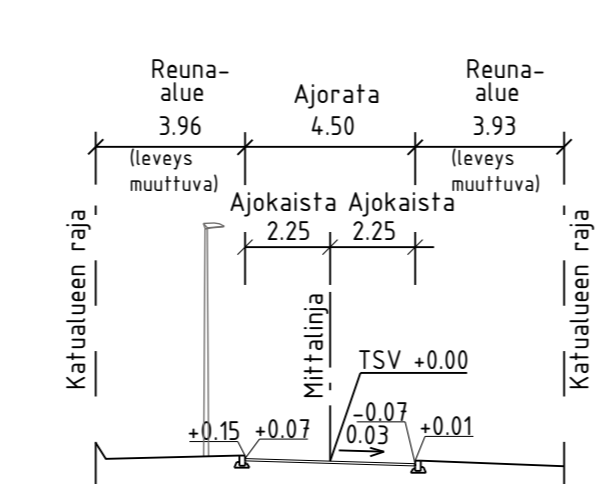 Reuna-
alue
3.96
(leveys
muuttuva)
Ajorata
4.50
Reuna-
alue
3.93
(leveys
muuttuva)
Ajokaista Ajokaista
2.25 2.25
Katualueen raja
Mittalinja
Katualueen raja
TSV +0.00
+0.15 +0.07
-0.07
0.03
+0.01